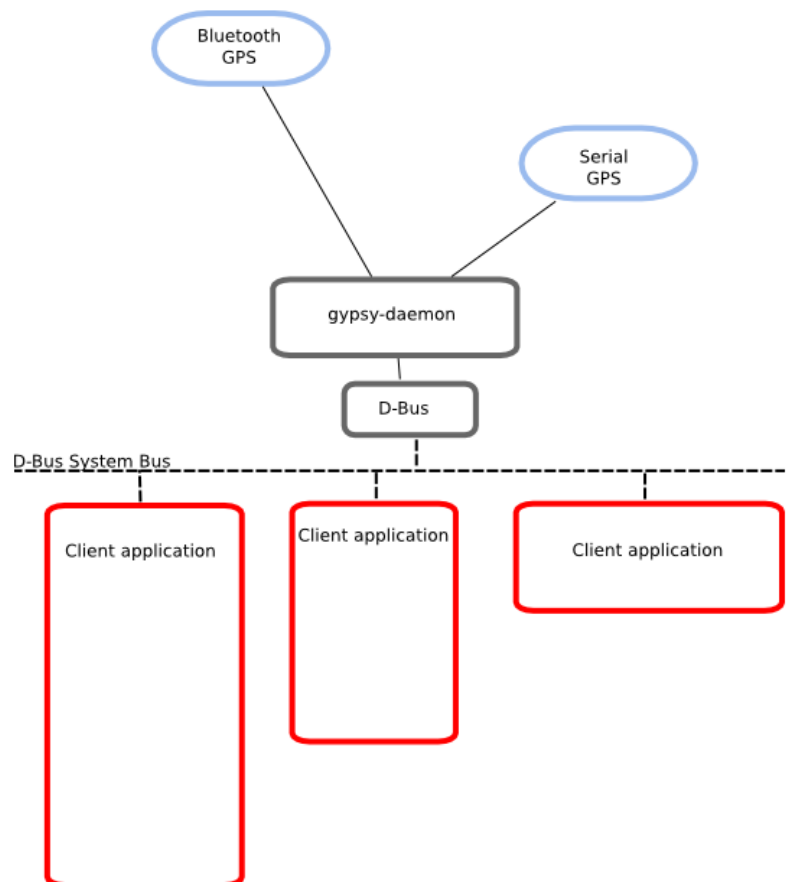 Bluetooth
GPS
Serial
GPS
gypsy-daemon
D-Bus
D-Bus System Bus
Client application
Client application
Client application